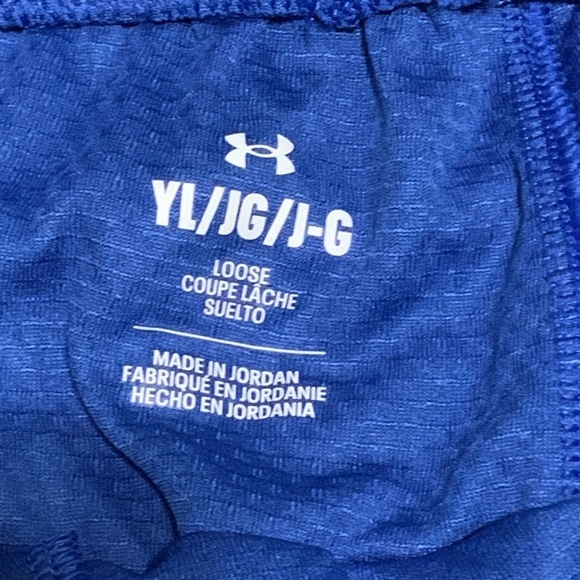 YL/JG/J-G
LOOSE
COUPE LÂCHE
SUELTO
MADE IN JORDAN
FABRIQUÉ EN JORDANIE
HECHO EN JORDANIA